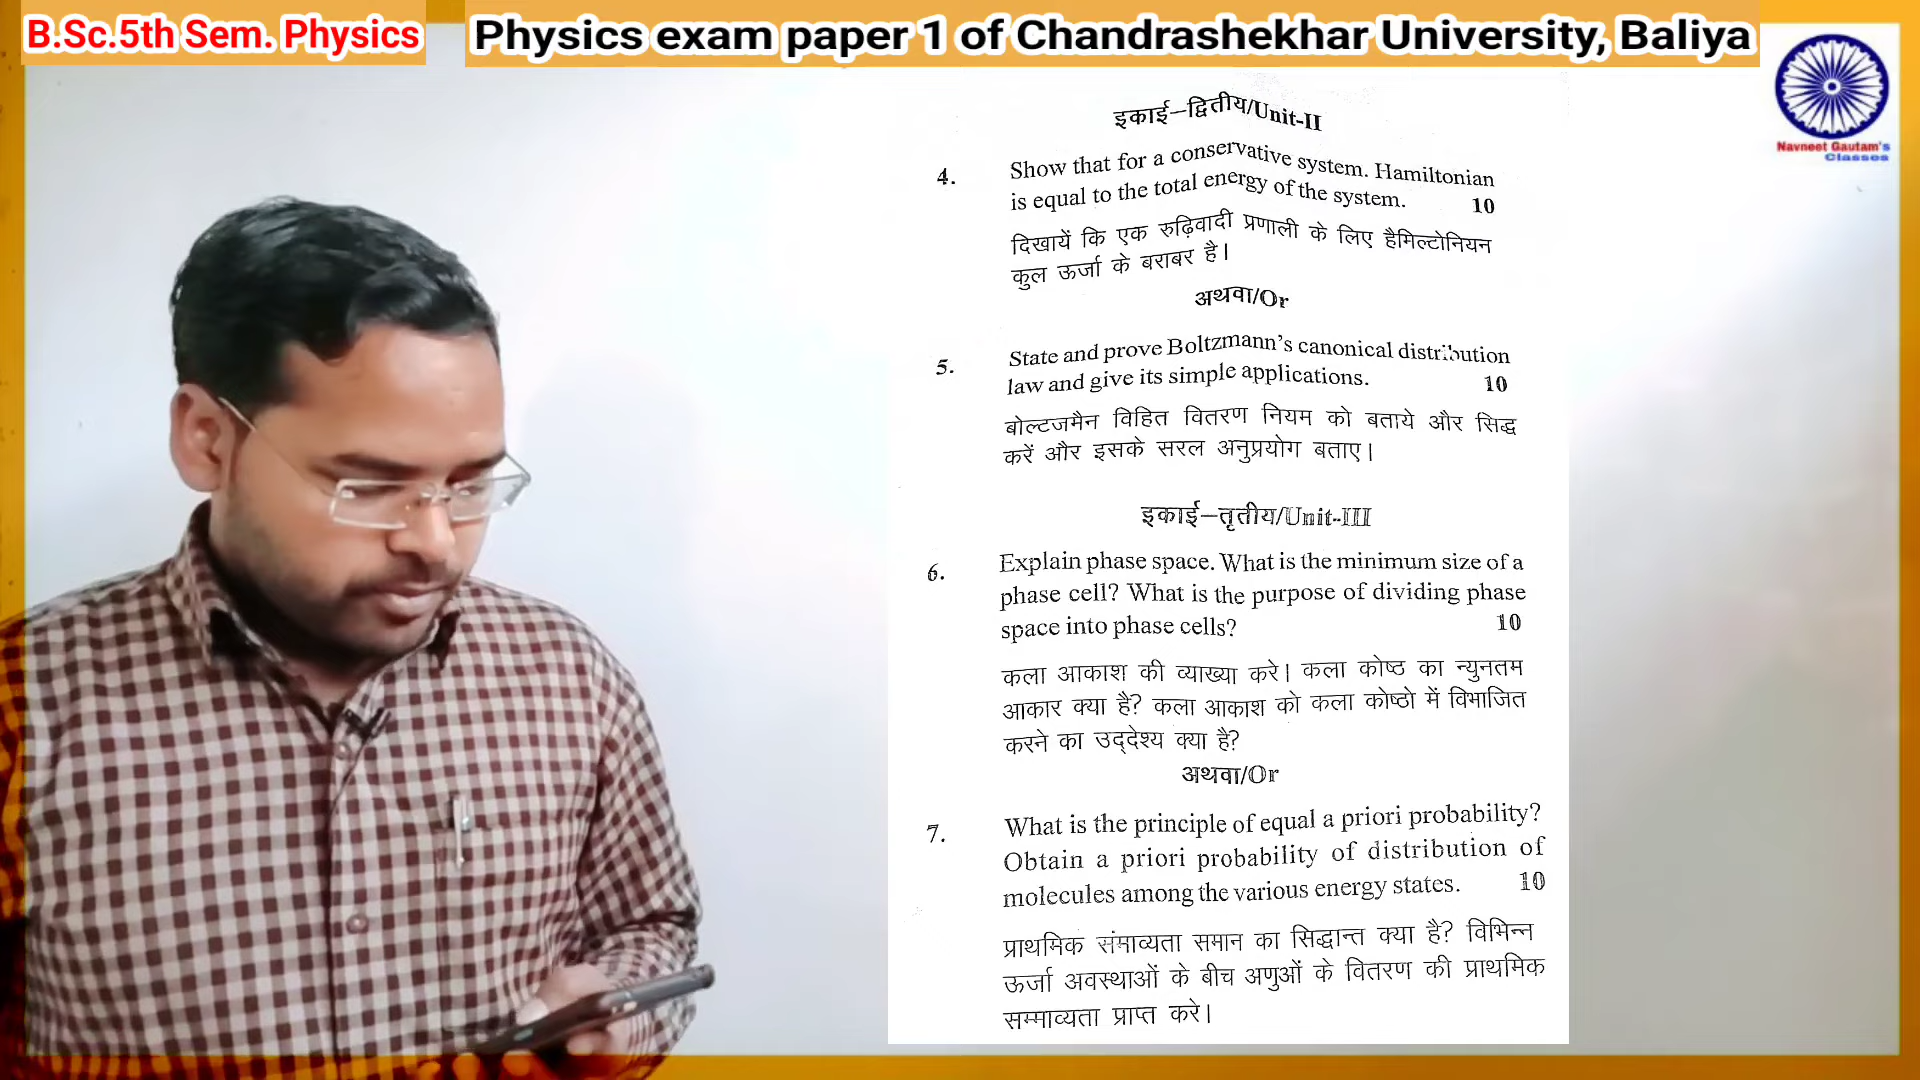 B.Sc.5th Sem. Physics
Physics exam paper 1 of Chandrashekhar University, Baliya
Navneet Gautam's
Classes
इकाई–द्वितीय/Unit-II
4. Show that for a conservative system. Hamiltonian
is equal to the total energy of the system. 10
दिखायें कि एक रुढ़िवादी प्रणाली के लिए हैमिल्टोनियन
कुल ऊर्जा के बराबर है।
अथवा/Or
5. State and prove Boltzmann's canonical distribution
law and give its simple applications. 10
बोल्टजमैन विहित वितरण नियम को बताये और सिद्ध
करें और इसके सरल अनुप्रयोग बताए।
इकाई–तृतीय/Unit-III
6. Explain phase space. What is the minimum size of a
phase cell? What is the purpose of dividing phase
space into phase cells? 10
कला आकाश की व्याख्या करे। कला कोष्ठ का न्युनतम
आकार क्या है? कला आकाश को कला कोष्ठो में विभाजित
करने का उद्देश्य क्या है?
अथवा/Or
7. What is the principle of equal a priori probability?
Obtain a priori probability of distribution of
molecules among the various energy states. 10
प्राथमिक संमाव्यता समान का सिद्धान्त क्या है? विभिन्न
ऊर्जा अवस्थाओं के बीच अणुओं के वितरण की प्राथमिक
सम्माव्यता प्राप्त करे।